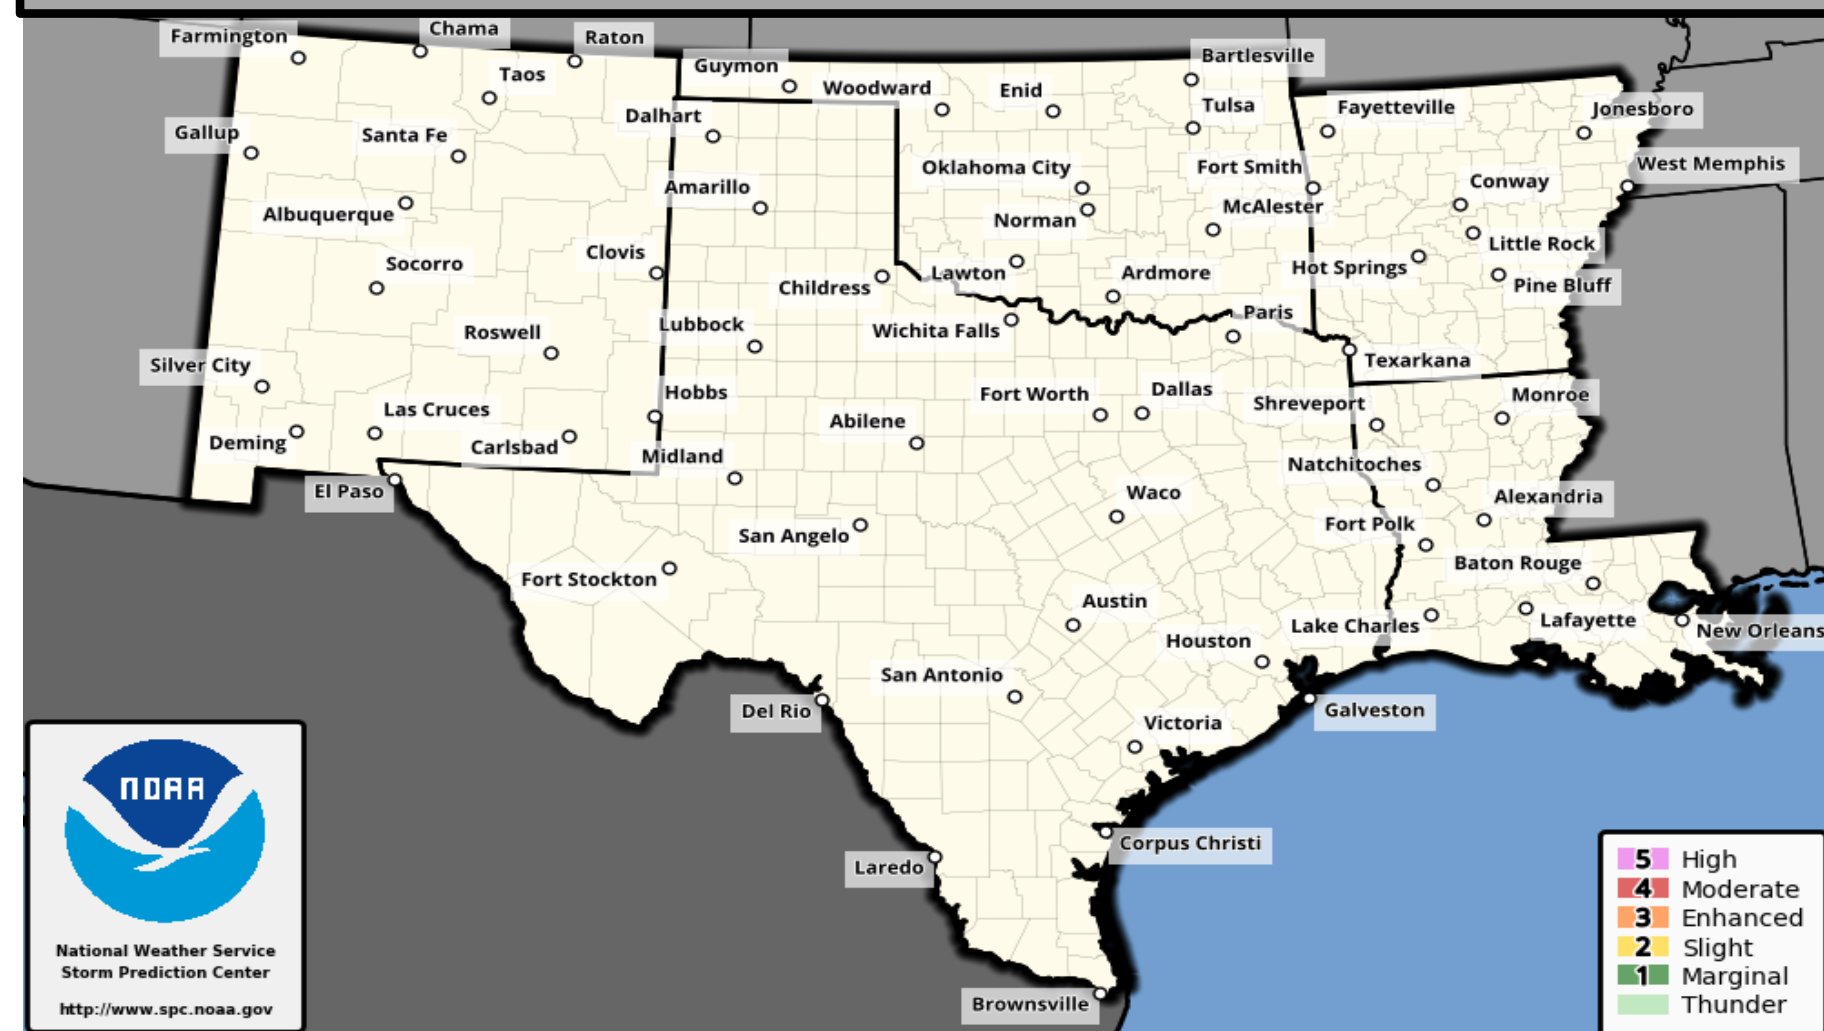 Farmington
Chama
Raton
Taos
Guymon
Woodward
Enid
Bartlesville
Dalhart
Tulsa
Fayetteville
Jonesboro
Gallup
Santa Fe
Oklahoma City
Fort Smith
West Memphis
Amarillo
McAlester
Conway
Albuquerque
Norman
Clovis
Socorro
Little Rock
Lawton
Ardmore
Hot Springs
Childress
Pine Bluff
Roswell
Lubbock
Wichita Falls
Paris
Silver City
Texarkana
Hobbs
Fort Worth
Dallas
Shreveport
Monroe
Las Cruces
Abilene
Deming
Carlsbad
Midland
Natchitoches
El Paso
Waco
Alexandria
San Angelo
Fort Polk
Fort Stockton
Baton Rouge
Austin
Lake Charles
Lafayette
New Orleans
Houston
San Antonio
Del Rio
Victoria
Galveston
Corpus Christi
Laredo
Brownsville
NOAA
National Weather Service
Storm Prediction Center
http://www.spc.noaa.gov
5 High
4 Moderate
3 Enhanced
2 Slight
1 Marginal
Thunder